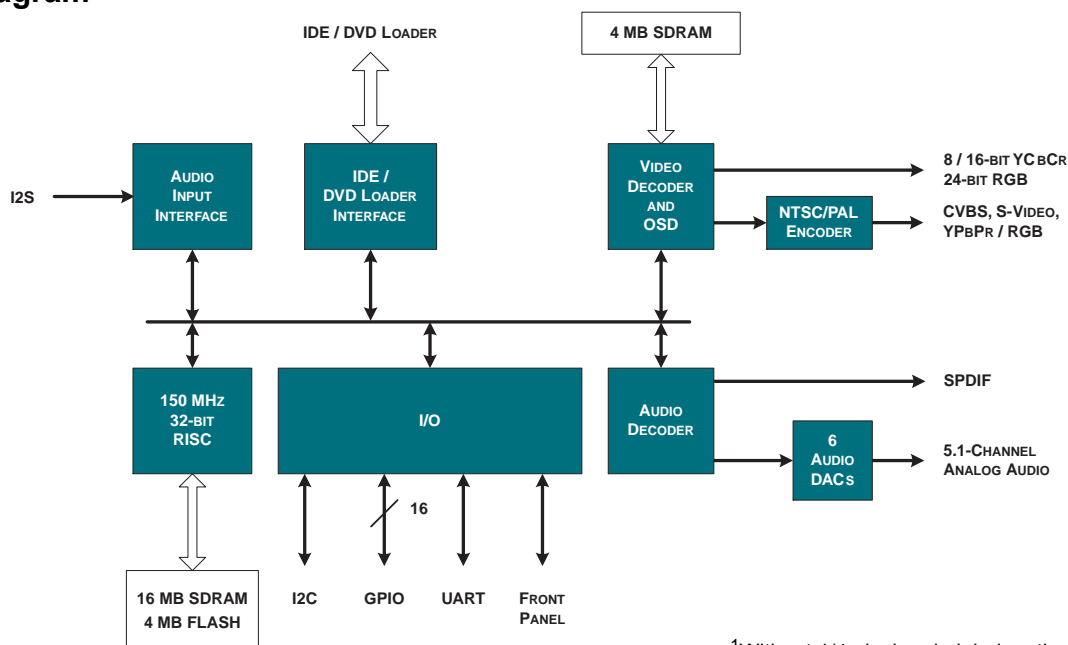 agram
IDE / DVD LOADER
4 MB SDRAM
I2S
AUDIO
INPUT
INTERFACE
IDE /
DVD LOADER
INTERFACE
VIDEO
DECODER
AND
OSD
8 / 16-BIT YCBCR
24-BIT RGB
NTSC/PAL
ENCODER
CVBS, S-VIDEO,
YPBPR / RGB
150 MHZ
32-BIT
RISC
I/O
AUDIO
DECODER
SPDIF
6
AUDIO
DACS
5.1-CHANNEL
ANALOG AUDIO
16
16 MB SDRAM
4 MB FLASH
I2C
GPIO
UART
FRONT
PANEL